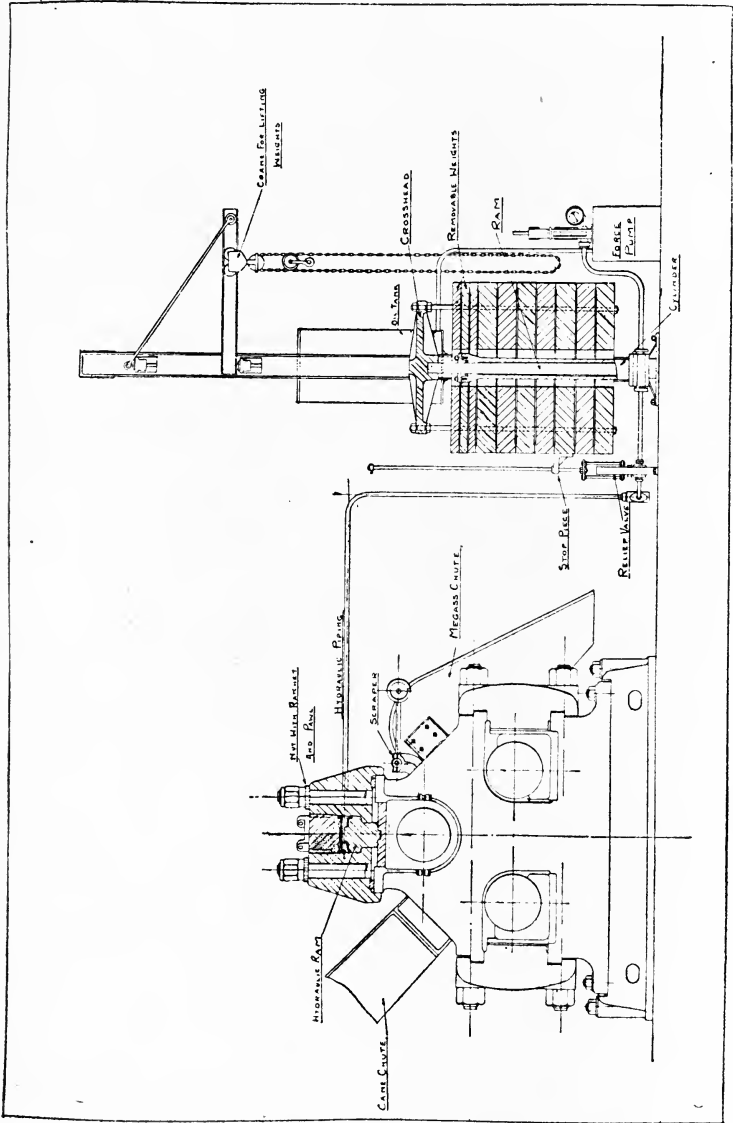 CRANE FOR LIFTING
WEIGHTS
CROSSHEAD
REMOVABLE WEIGHTS
RAM
OIL TANK
FORCE
PUMP
CYLINDER
STOP PIECE
RELIEF VALVE
MEGASS CHUTE
HYDRAULIC PIPING
SCRAPER
NUT WITH RATCHET
AND PAWL
HYDRAULIC RAM
CANE CHUTE